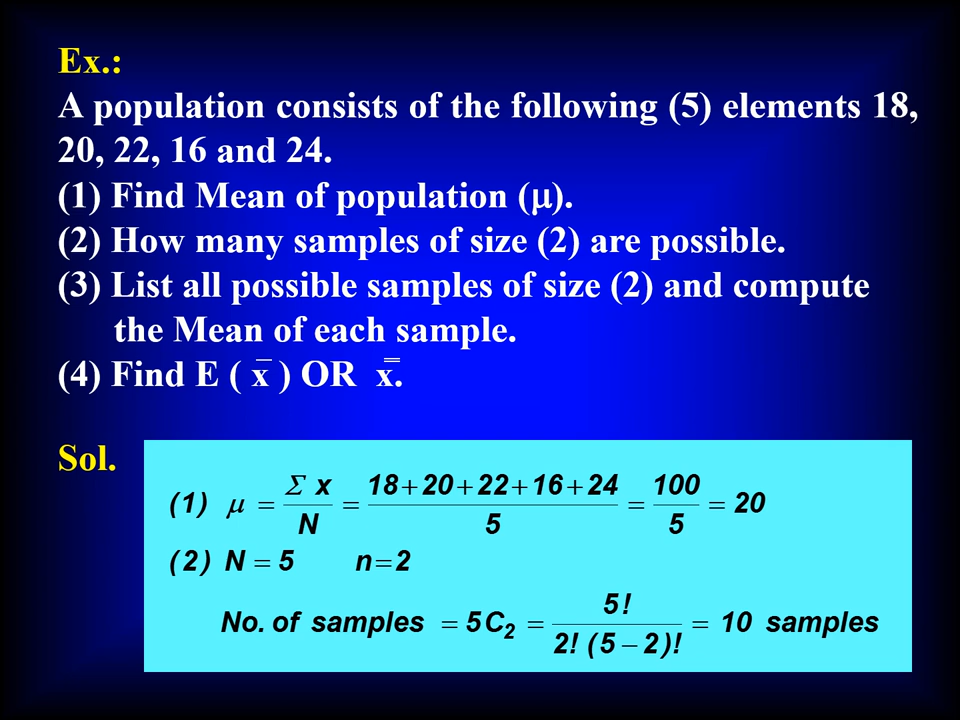 Ex.:
A population consists of the following (5) elements 18,
20, 22, 16 and 24.
(1) Find Mean of population (μ).
(2) How many samples of size (2) are possible.
(3) List all possible samples of size (2) and compute
the Mean of each sample.
(4) Find E ( x̅ ) OR x̿.
Sol.
(1) μ = Σ x / N = 18+20+22+16+24 / 5 = 100 / 5 = 20
(2) N = 5 n=2
No. of samples = 5C₂ = 5! / 2! (5 − 2)! = 10 samples